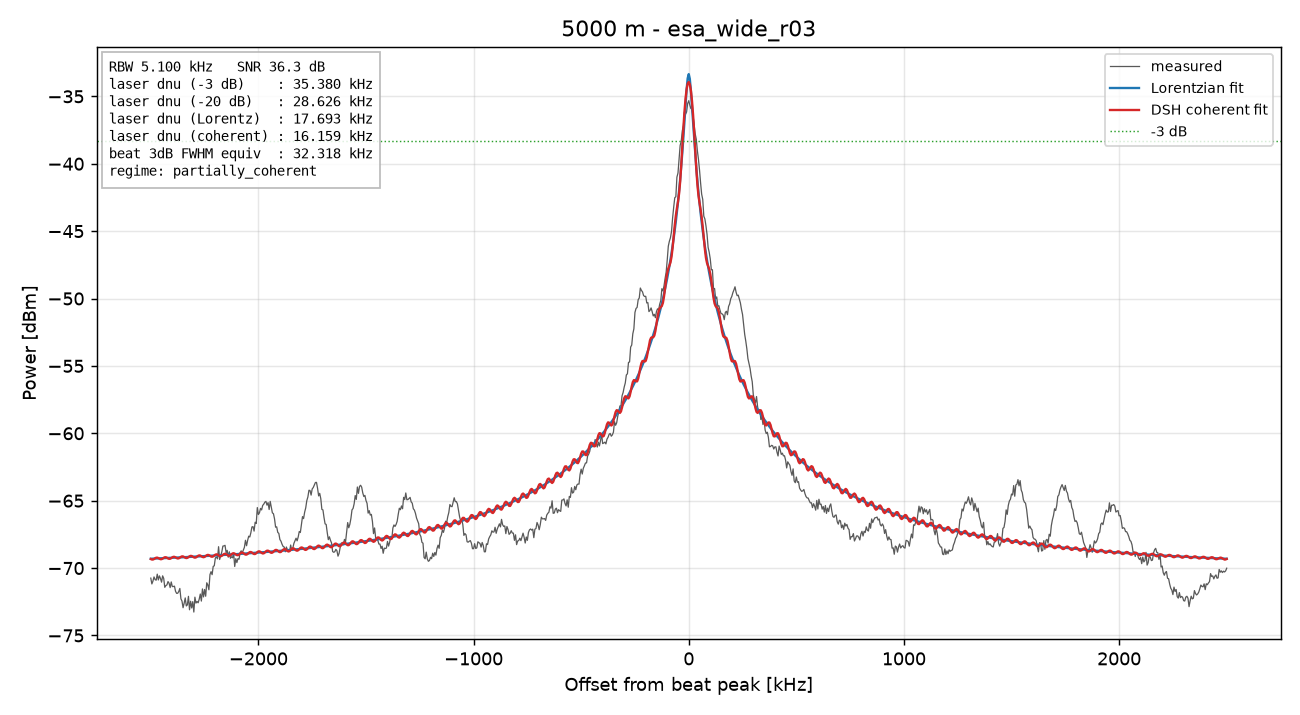 5000 m - esa_wide_r03
RBW 5.100 kHz   SNR 36.3 dB
laser dnu (-3 dB)    : 35.380 kHz
laser dnu (-20 dB)   : 28.626 kHz
laser dnu (Lorentz)  : 17.693 kHz
laser dnu (coherent) : 16.159 kHz
beat 3dB FWHM equiv  : 32.318 kHz
regime: partially_coherent
measured
Lorentzian fit
DSH coherent fit
-3 dB
Power [dBm]
−35
−40
−45
−50
−55
−60
−65
−70
−75
−2000
−1000
0
1000
2000
Offset from beat peak [kHz]